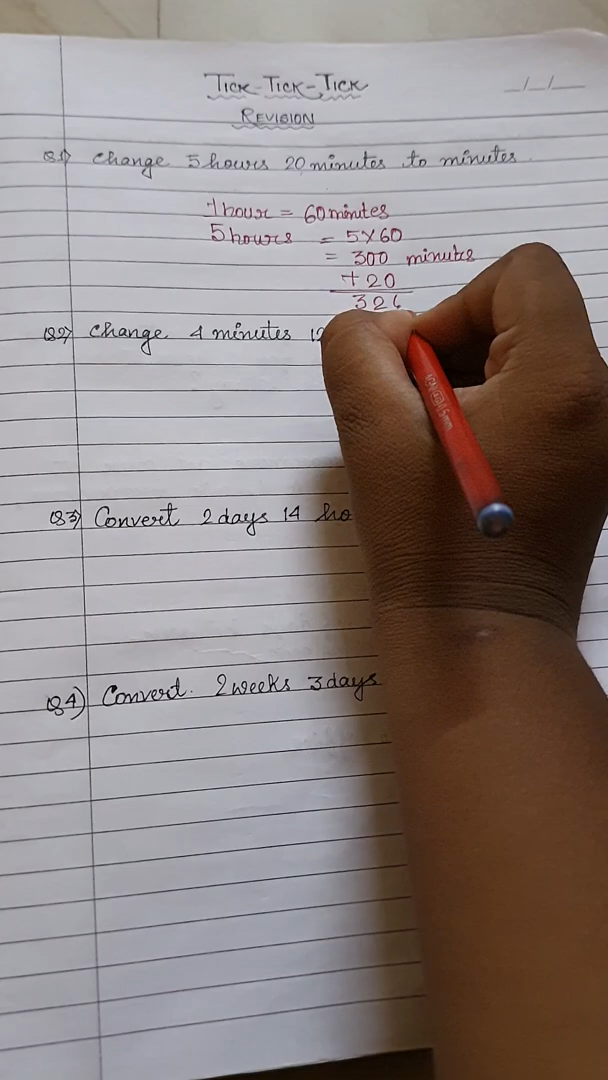 TICK-TICK-TICK
REVISION
Q1) Change 5 hours 20 minutes to minutes.
1 hour = 60 minutes
5 hours = 5×60
= 300 minutes
+ 20
32
Q2) Change 4 minutes
Q3) Convert 2 days 14
Q4) Convert. 2 weeks 3 days